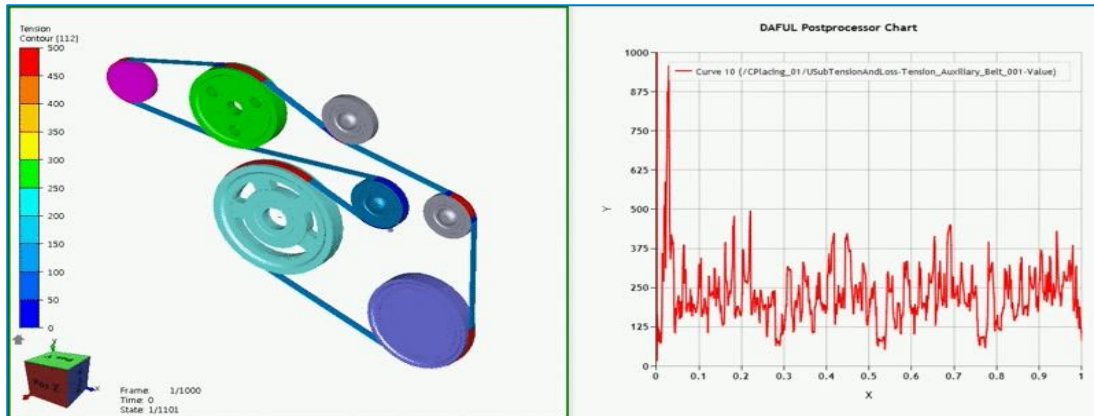 Tension
Contour [112]
500
450
400
350
300
250
200
150
100
50
0
Pos Y
Pos Z
Y
X
Frame: 1/1000
Time: 0
State: 1/1101
DAFUL Postprocessor Chart
Curve 10 (/CPlacing_01/USubTensionAndLoss-Tension_Auxillary_Belt_001-Value)
1000
875
750
625
500
375
250
125
0
Y
0 0.1 0.2 0.3 0.4 0.5 0.6 0.7 0.8 0.9 1
X